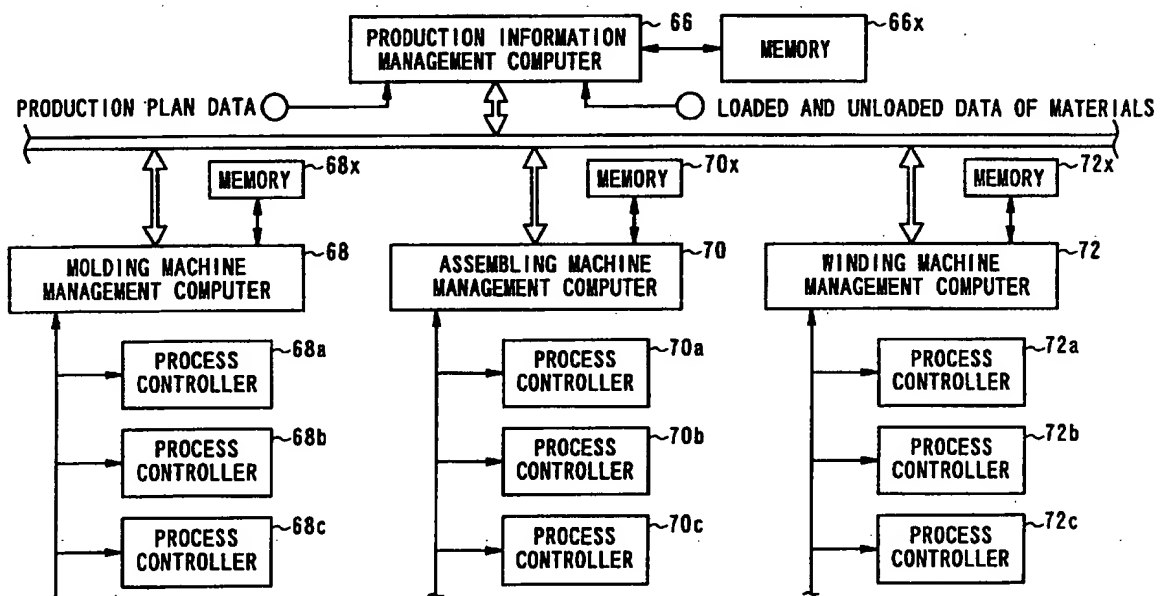 66
66x
PRODUCTION INFORMATION
MANAGEMENT COMPUTER
MEMORY
PRODUCTION PLAN DATA
LOADED AND UNLOADED DATA OF MATERIALS
68x
MEMORY
70x
MEMORY
72x
MEMORY
68
MOLDING MACHINE
MANAGEMENT COMPUTER
70
ASSEMBLING MACHINE
MANAGEMENT COMPUTER
72
WINDING MACHINE
MANAGEMENT COMPUTER
68a
PROCESS
CONTROLLER
70a
PROCESS
CONTROLLER
72a
PROCESS
CONTROLLER
68b
PROCESS
CONTROLLER
70b
PROCESS
CONTROLLER
72b
PROCESS
CONTROLLER
68c
PROCESS
CONTROLLER
70c
PROCESS
CONTROLLER
72c
PROCESS
CONTROLLER